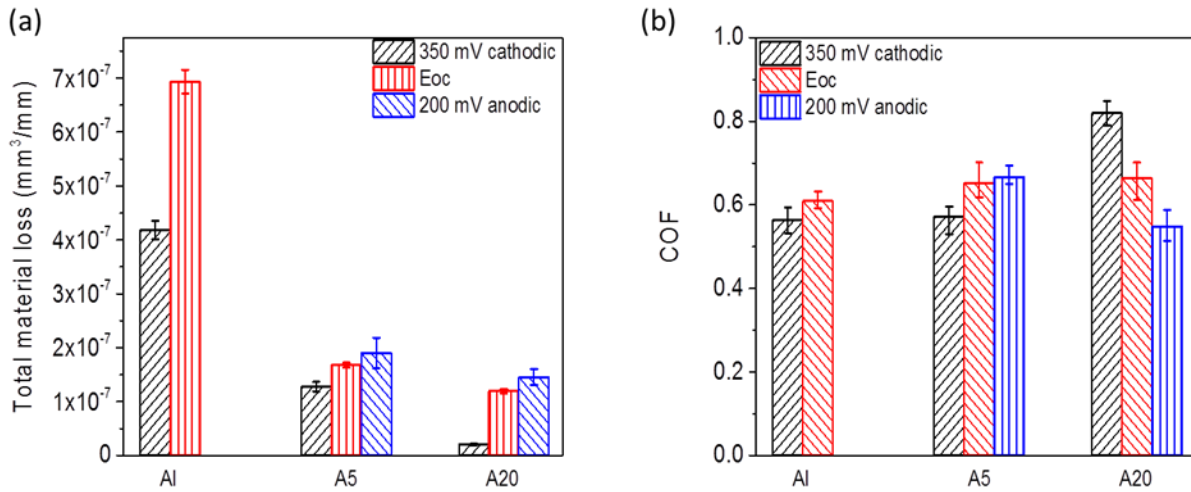 (a)
Total material loss (mm³/mm)
7x10⁻⁷
6x10⁻⁷
5x10⁻⁷
4x10⁻⁷
3x10⁻⁷
2x10⁻⁷
1x10⁻⁷
0
350 mV cathodic
Eoc
200 mV anodic
Al
A5
A20
(b)
COF
1.0
0.8
0.6
0.4
0.2
0.0
350 mV cathodic
Eoc
200 mV anodic
Al
A5
A20